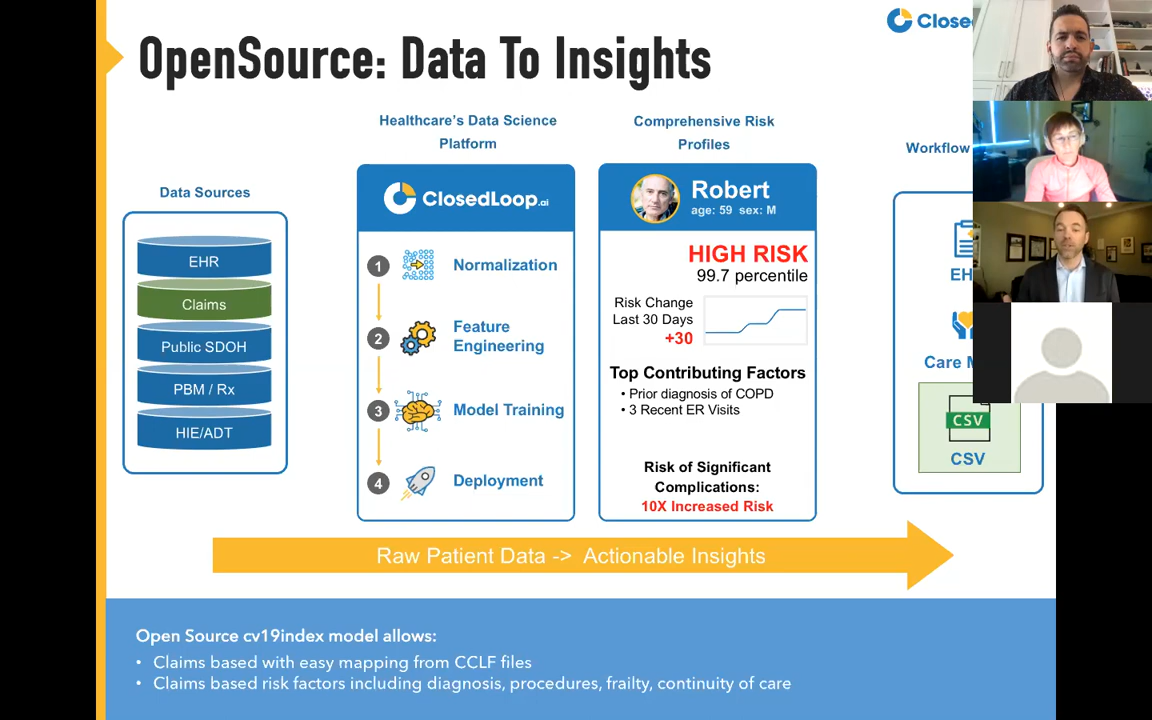 OpenSource: Data To Insights
Data Sources
EHR
Claims
Public SDOH
PBM / Rx
HIE/ADT
Healthcare's Data Science
Platform
ClosedLoop.ai
1 Normalization
2 Feature
Engineering
3 Model Training
4 Deployment
Comprehensive Risk
Profiles
Robert
age: 59 sex: M
HIGH RISK
99.7 percentile
Risk Change
Last 30 Days
+30
Top Contributing Factors
• Prior diagnosis of COPD
• 3 Recent ER Visits
Risk of Significant
Complications:
10X Increased Risk
Workflow
CSV
CSV
Care
Raw Patient Data -> Actionable Insights
Open Source cv19index model allows:
• Claims based with easy mapping from CCLF files
• Claims based risk factors including diagnosis, procedures, frailty, continuity of care